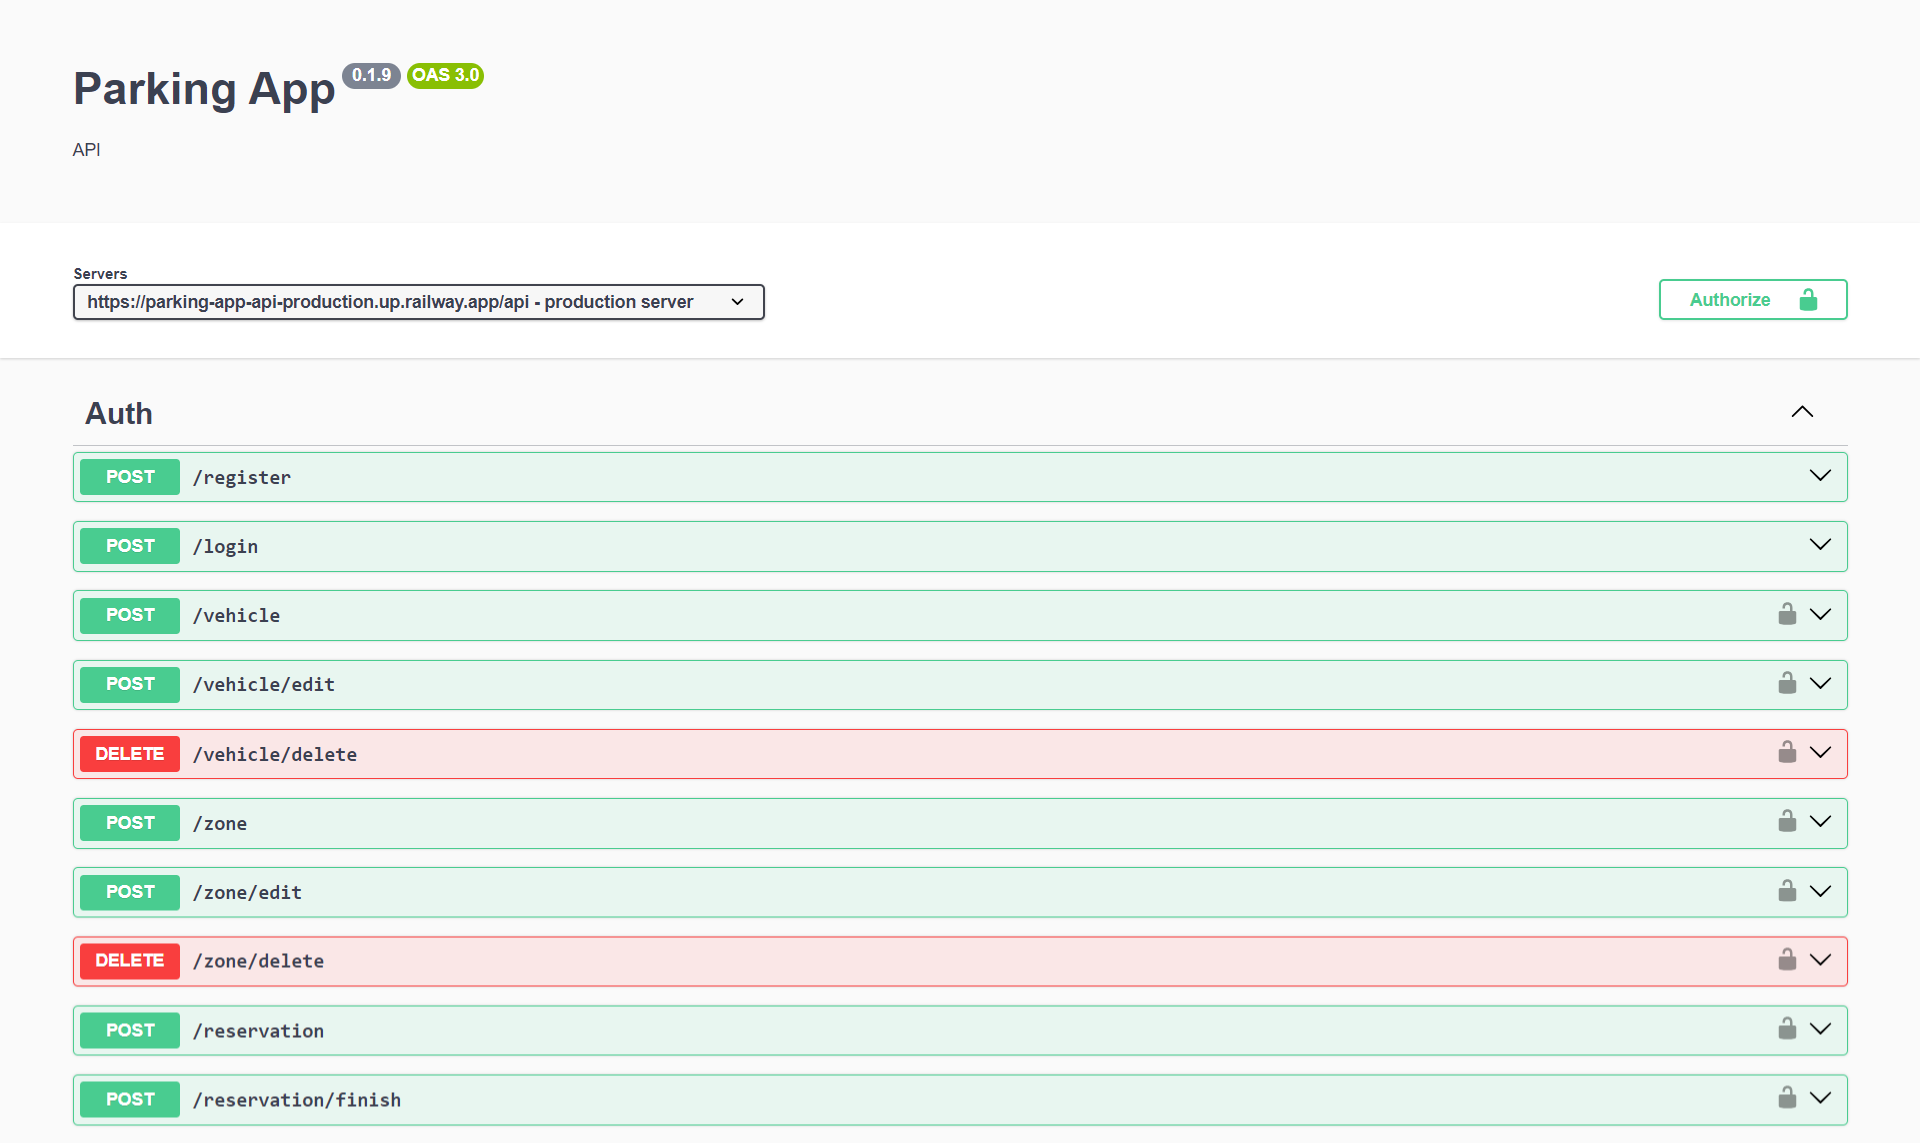 Parking App 0.1.9 OAS 3.0
API
Servers
https://parking-app-api-production.up.railway.app/api - production server
Authorize
Auth
POST /register
POST /login
POST /vehicle
POST /vehicle/edit
DELETE /vehicle/delete
POST /zone
POST /zone/edit
DELETE /zone/delete
POST /reservation
POST /reservation/finish